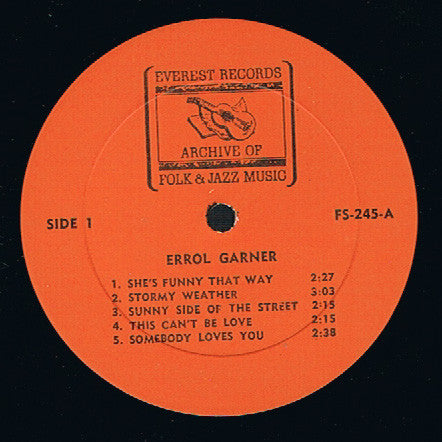 EVEREST RECORDS
ARCHIVE OF
FOLK & JAZZ MUSIC
SIDE 1
FS-245-A
ERROL GARNER
1. SHE'S FUNNY THAT WAY 2:27
2. STORMY WEATHER 3:03
3. SUNNY SIDE OF THE STREET 2:15
4. THIS CAN'T BE LOVE 2:15
5. SOMEBODY LOVES YOU 2:38